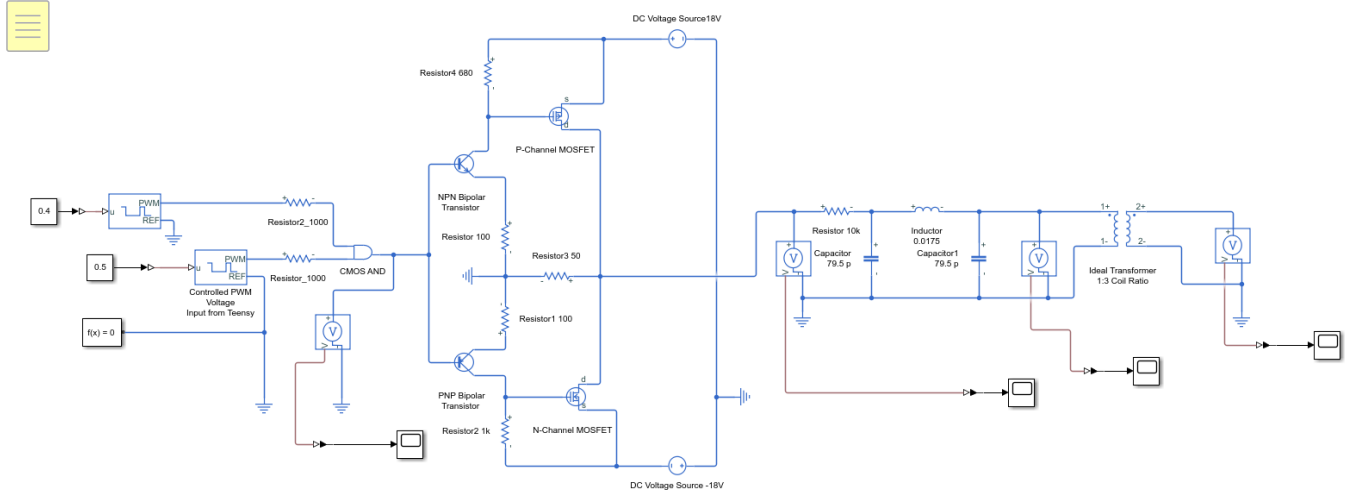 DC Voltage Source18V
+
-
Resistor4 680
+
-
s
d
P-Channel MOSFET
0.4
u
PWM
REF
+
-
Resistor2_1000
NPN Bipolar
Transistor
+
Resistor 100
-
0.5
u
PWM
REF
+
-
Resistor_1000
CMOS AND
Controlled PWM
Voltage
Input from Teensy
f(x) = 0
+
V
V
Resistor3 50
-
+
-
Resistor1 100
+
PNP Bipolar
Transistor
d
s
N-Channel MOSFET
Resistor2 1k
+
-
-
+
DC Voltage Source -18V
+
V
V
+
-
Resistor 10k
Capacitor
79.5 p
+
-
+
-
Inductor
0.0175
Capacitor1
79.5 p
+
-
+
V
V
1+
2+
1-
2-
Ideal Transformer
1:3 Coil Ratio
+
V
V